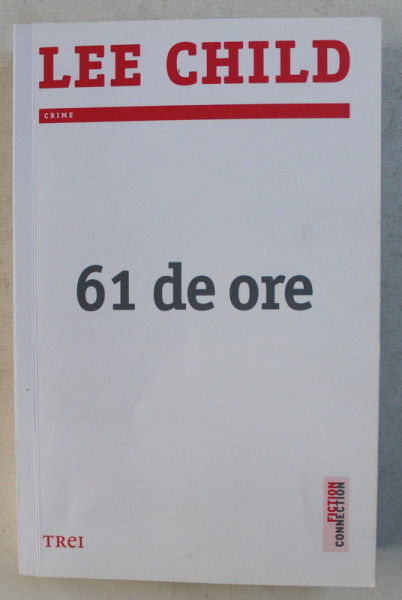 LEE CHILD
CRIME
61 de ore
FICTION
CONNECTION
TREI